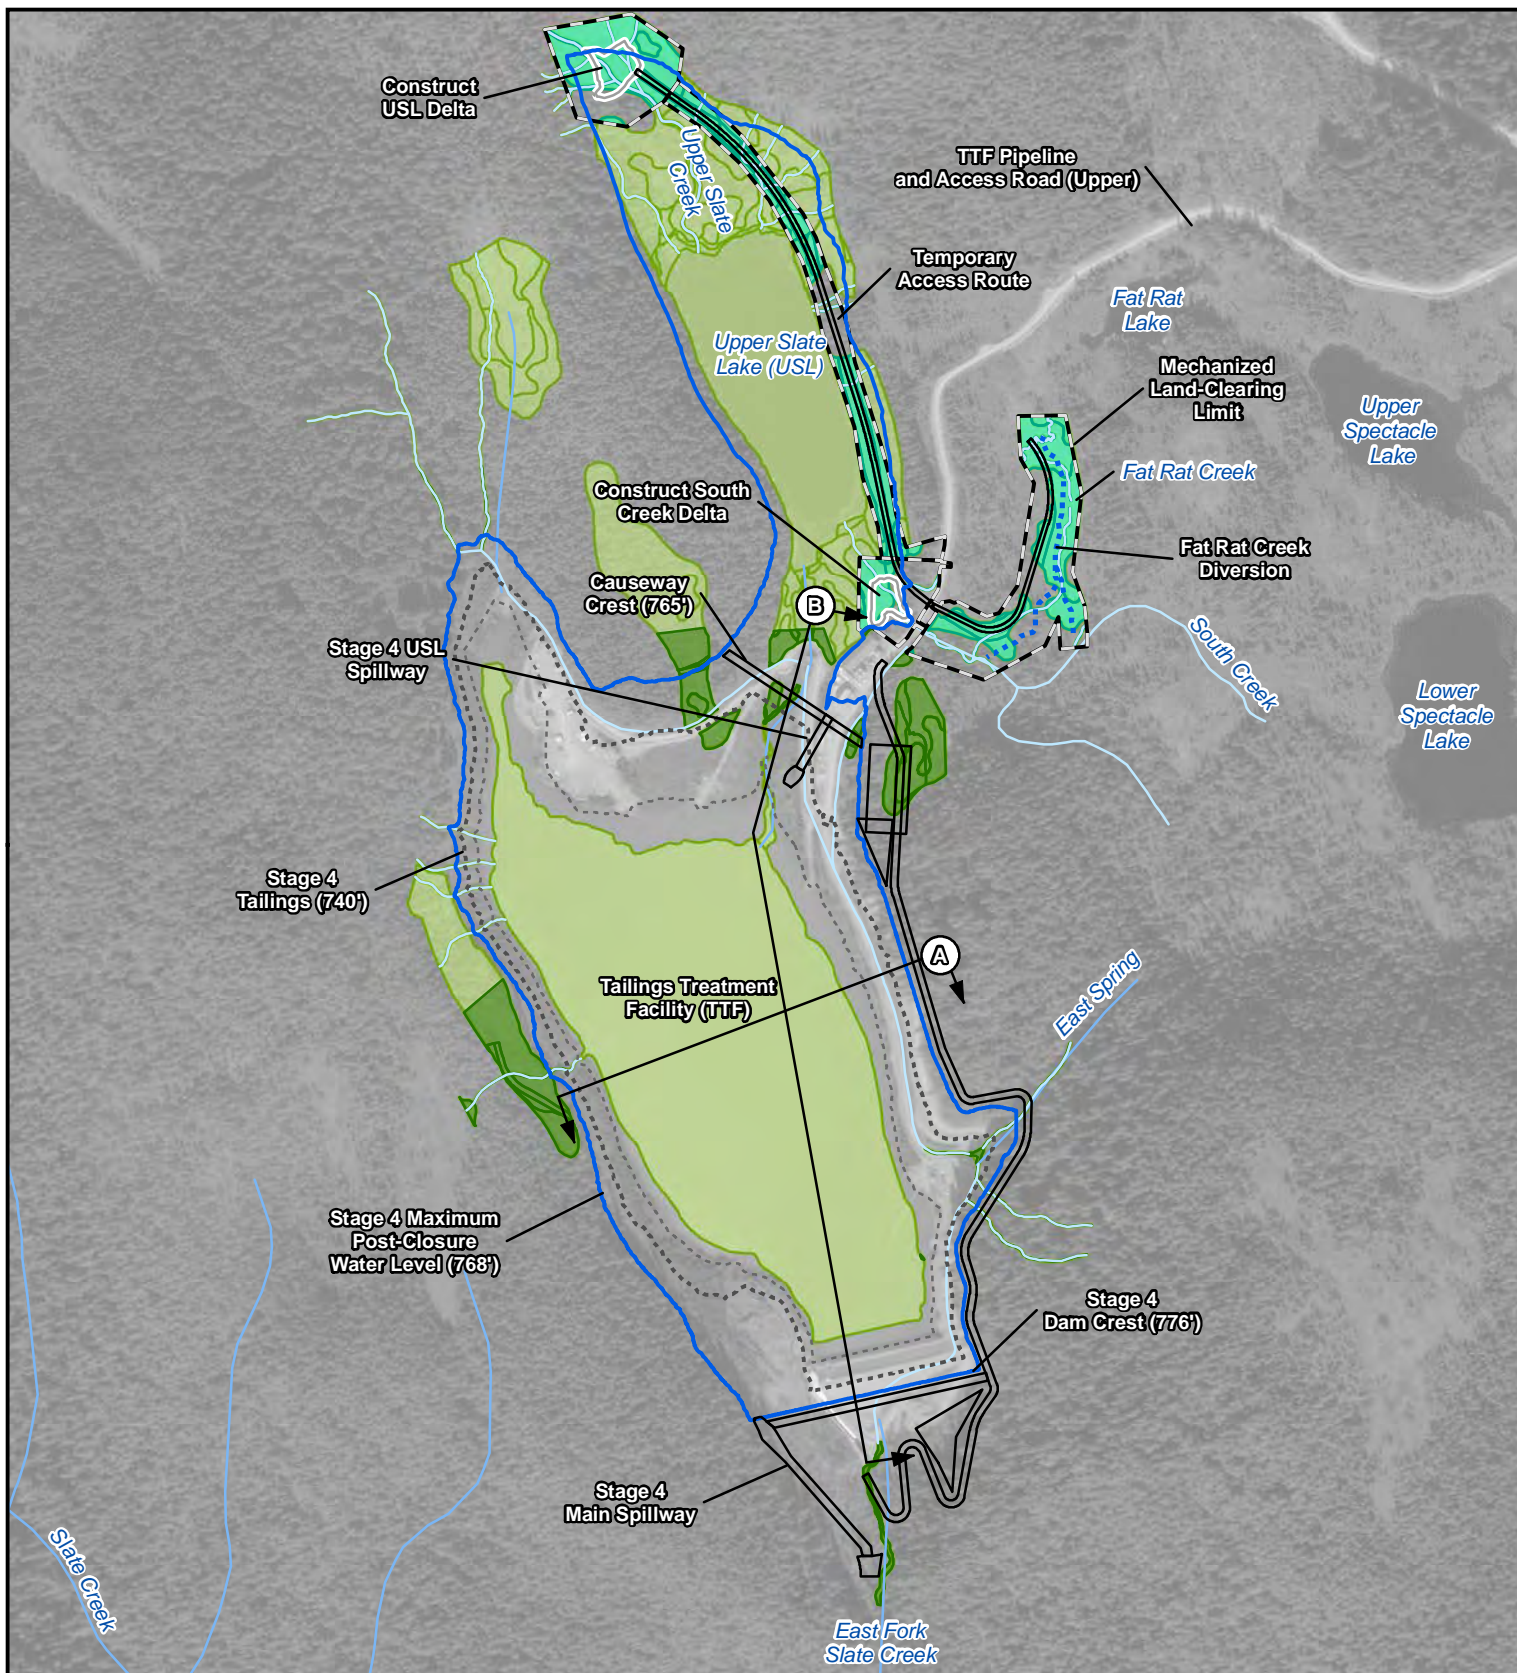 Construct
USL Delta
Upper Slate
Creek
TTF Pipeline
and Access Road (Upper)
Temporary
Access Route
Fat Rat
Lake
Upper Slate
Lake (USL)
Mechanized
Land-Clearing
Limit
Upper
Spectacle
Lake
Fat Rat Creek
Construct South
Creek Delta
Fat Rat Creek
Diversion
Causeway
Crest (765')
B
Stage 4 USL
Spillway
South Creek
Lower
Spectacle
Lake
Stage 4
Tailings (740')
A
Tailings Treatment
Facility (TTF)
East Spring
Stage 4 Maximum
Post-Closure
Water Level (768')
Stage 4
Dam Crest (776')
Stage 4
Main Spillway
Slate Creek
East Fork
Slate Creek